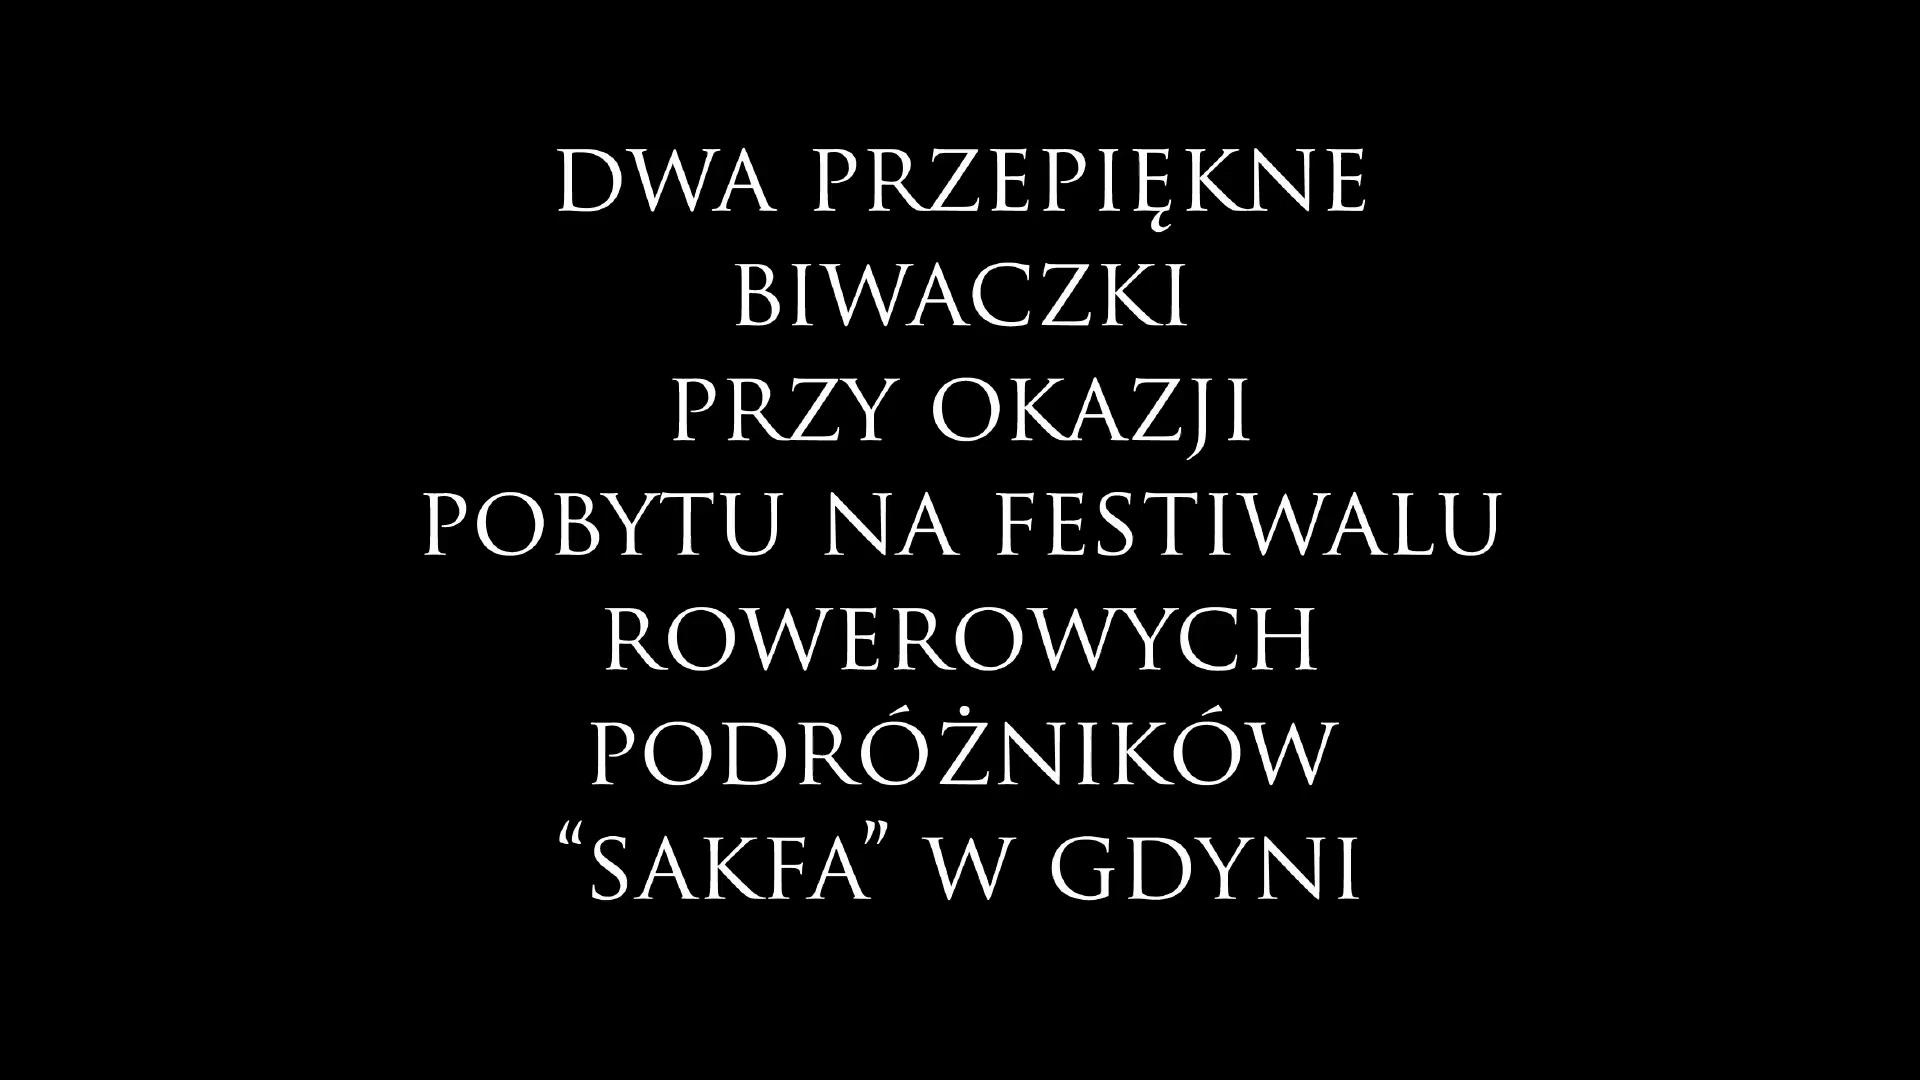 DWA PRZEPIĘKNE
BIWACZKI
PRZY OKAZJI
POBYTU NA FESTIWALU
ROWEROWYCH
PODRÓŻNIKÓW
“SAKFA” W GDYNI